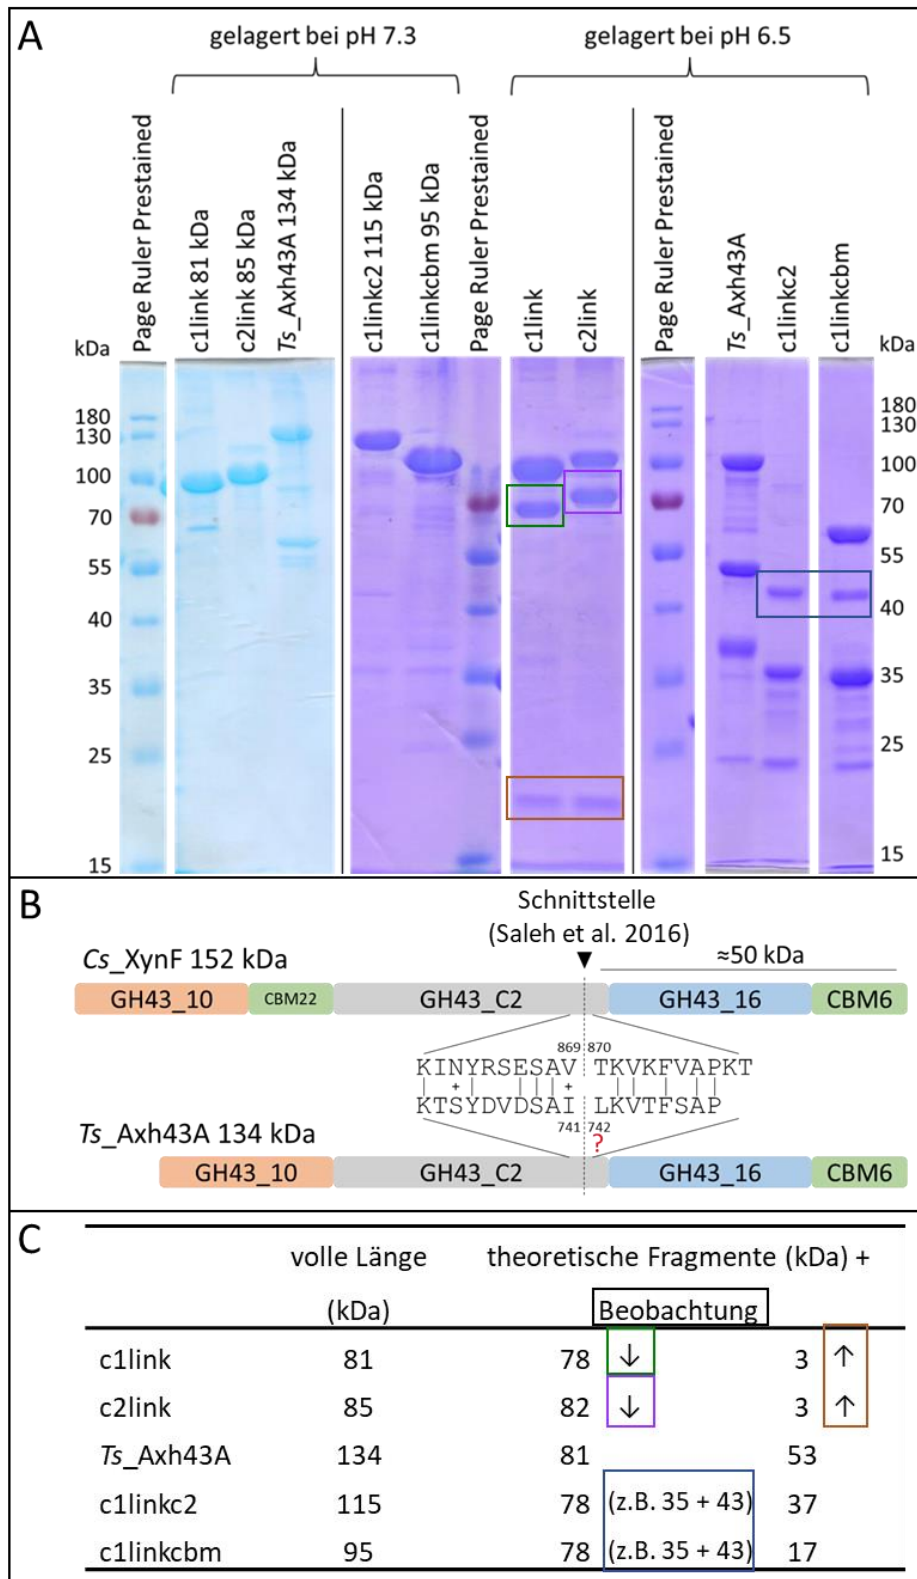 A
gelagert bei pH 7.3
gelagert bei pH 6.5
Page Ruler Prestained
c1link 81 kDa
c2link 85 kDa
Ts_Axh43A 134 kDa
c1linkc2 115 kDa
c1linkcbm 95 kDa
Page Ruler Prestained
c1link
c2link
Page Ruler Prestained
Ts_Axh43A
c1linkc2
c1linkcbm
kDa
180
130
100
70
55
40
35
25
15
kDa
180
130
100
70
55
40
35
25
15
B
Schnittstelle
(Saleh et al. 2016)
▼
Cs_XynF 152 kDa
≈50 kDa
GH43_10 CBM22 GH43_C2 GH43_16 CBM6
869 870
KINYRSESAV TKVKFVAPKT
KTSYDVDSAI LKVTFSAP
741 742
?
Ts_Axh43A 134 kDa
GH43_10 GH43_C2 GH43_16 CBM6
C
volle Länge theoretische Fragmente (kDa) +
(kDa) Beobachtung
c1link 81 78 ↓ 3 ↑
c2link 85 82 ↓ 3 ↑
Ts_Axh43A 134 81 53
c1linkc2 115 78 (z.B. 35 + 43) 37
c1linkcbm 95 78 (z.B. 35 + 43) 17